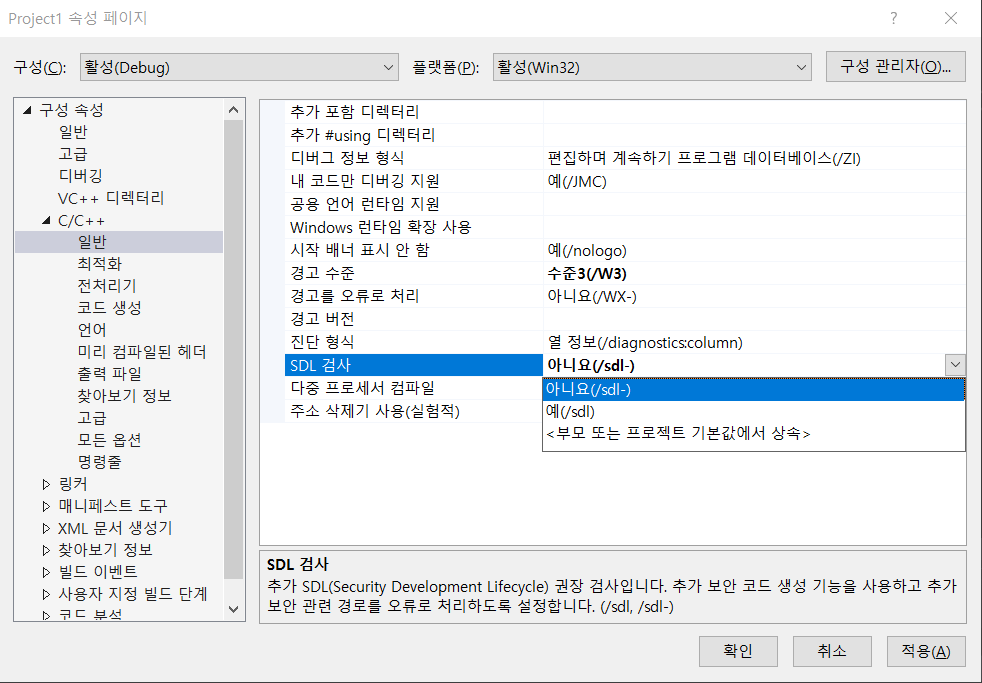 Project1 속성 페이지
?
구성(C): 활성(Debug) 플랫폼(P): 활성(Win32) 구성 관리자(O)...
구성 속성
일반
고급
디버깅
VC++ 디렉터리
C/C++
일반
최적화
전처리기
코드 생성
언어
미리 컴파일된 헤더
출력 파일
찾아보기 정보
고급
모든 옵션
명령줄
링커
매니페스트 도구
XML 문서 생성기
찾아보기 정보
빌드 이벤트
사용자 지정 빌드 단계
코드 분석
추가 포함 디렉터리
추가 #using 디렉터리
디버그 정보 형식 편집하며 계속하기 프로그램 데이터베이스(/ZI)
내 코드만 디버깅 지원 예(/JMC)
공용 언어 런타임 지원
Windows 런타임 확장 사용
시작 배너 표시 안 함 예(/nologo)
경고 수준 수준3(/W3)
경고를 오류로 처리 아니요(/WX-)
경고 버전
진단 형식 열 정보(/diagnostics:column)
SDL 검사 아니요(/sdl-)
다중 프로세서 컴파일 아니요(/sdl-)
주소 삭제기 사용(실험적) 예(/sdl)
<부모 또는 프로젝트 기본값에서 상속>
SDL 검사
추가 SDL(Security Development Lifecycle) 권장 검사입니다. 추가 보안 코드 생성 기능을 사용하고 추가
보안 관련 경로를 오류로 처리하도록 설정합니다. (/sdl, /sdl-)
확인 취소 적용(A)